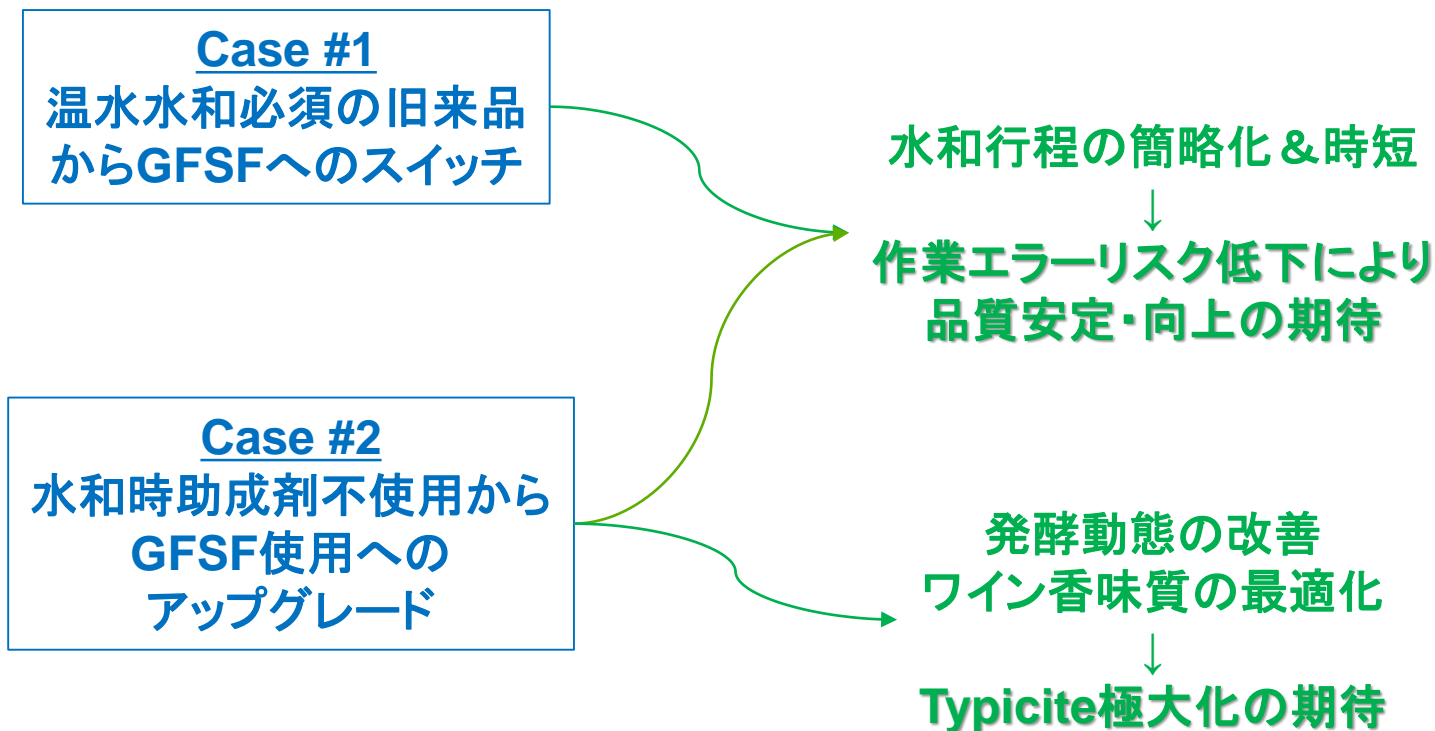 Case #1
温水水和必須の旧来品
からGFSFへのスイッチ
水和行程の簡略化＆時短
↓
作業エラーリスク低下により
品質安定・向上の期待
Case #2
水和時助成剤不使用から
GFSF使用への
アップグレード
発酵動態の改善
ワイン香味質の最適化
↓
Typicite極大化の期待